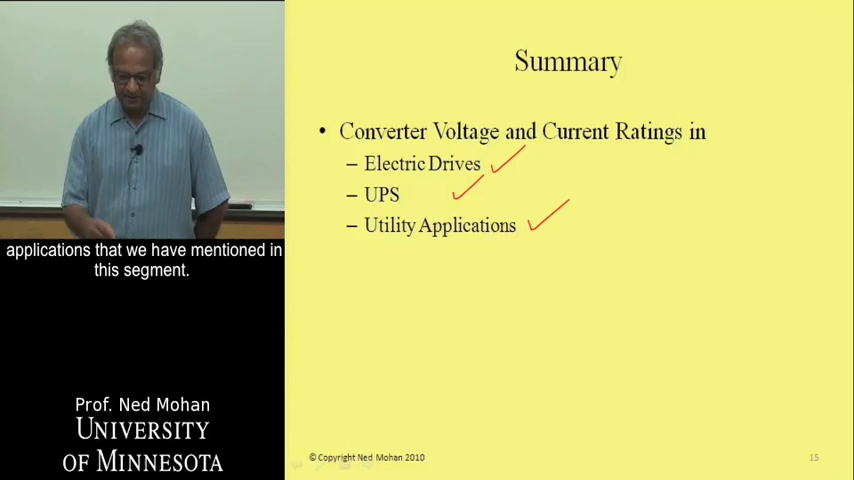 Summary
• Converter Voltage and Current Ratings in
– Electric Drives
– UPS
– Utility Applications
applications that we have mentioned in
this segment.
Prof. Ned Mohan
UNIVERSITY
OF MINNESOTA
© Copyright Ned Mohan 2010
15